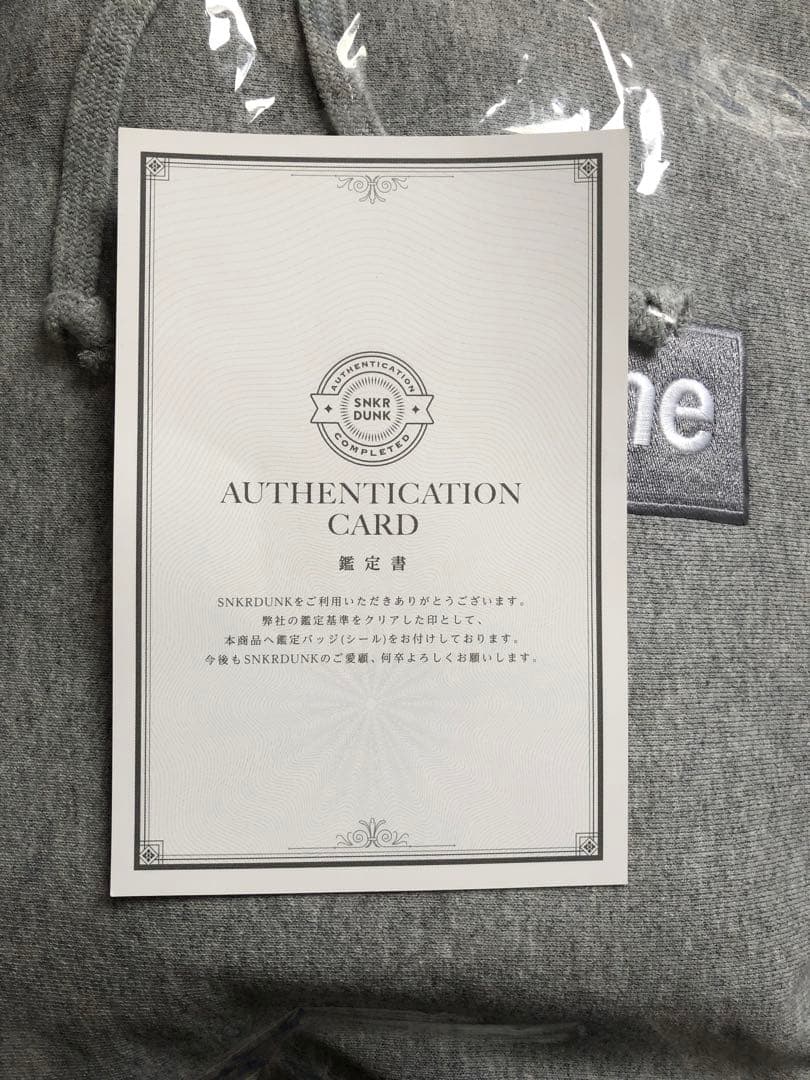 AUTHENTICATION
SNKR
DUNK
COMPLETED
AUTHENTICATION
CARD
鑑定書
SNKRDUNKをご利用いただきありがとうございます。
弊社の鑑定基準をクリアした印として、
本商品へ鑑定バッジ(シール)をお付けしております。
今後もSNKRDUNKのご愛顧、何卒よろしくお願いします。
me